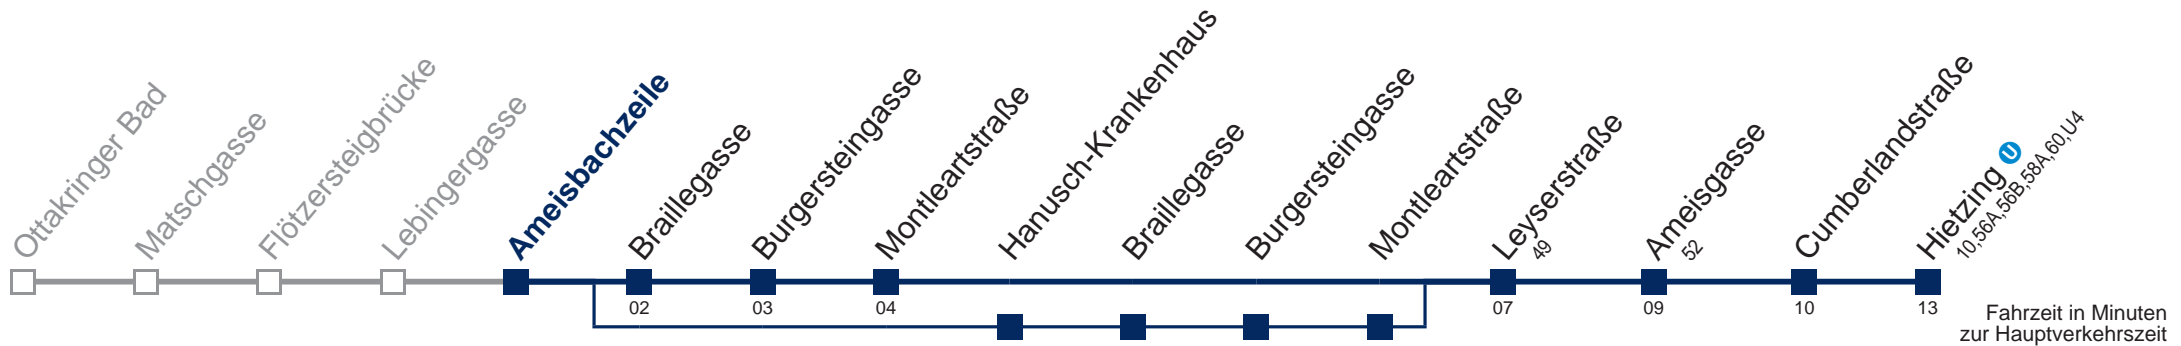 Ottakringer Bad
Matschgasse
Flötzersteigbrücke
Lebingergasse
Ameisbachzeile
Braillegasse
Burgersteingasse
Montleartstraße
Hanusch-Krankenhaus
Braillegasse
Burgersteingasse
Montleartstraße
Leyserstraße
49
Ameisgasse
52
Cumberlandstraße
Hietzing U
10,56A,56B,58A,60,U4
02
03
04
07
09
10
13
Fahrzeit in Minuten
zur Hauptverkehrszeit